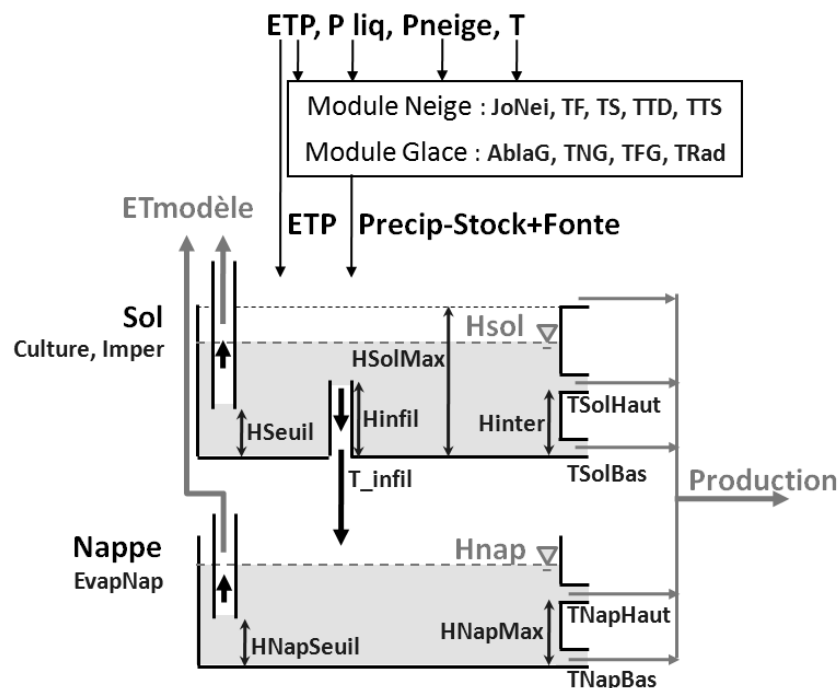 ETP, P liq, Pneige, T
Module Neige : JoNei, TF, TS, TTD, TTS
Module Glace : AblaG, TNG, TFG, TRad
ETmodèle
ETP
Precip-Stock+Fonte
Sol
Culture, Imper
Hsol
HSolMax
HSeuil
Hinfil
Hinter
TSolHaut
TSolBas
T_infil
Production
Nappe
EvapNap
Hnap
HNapSeuil
HNapMax
TNapHaut
TNapBas